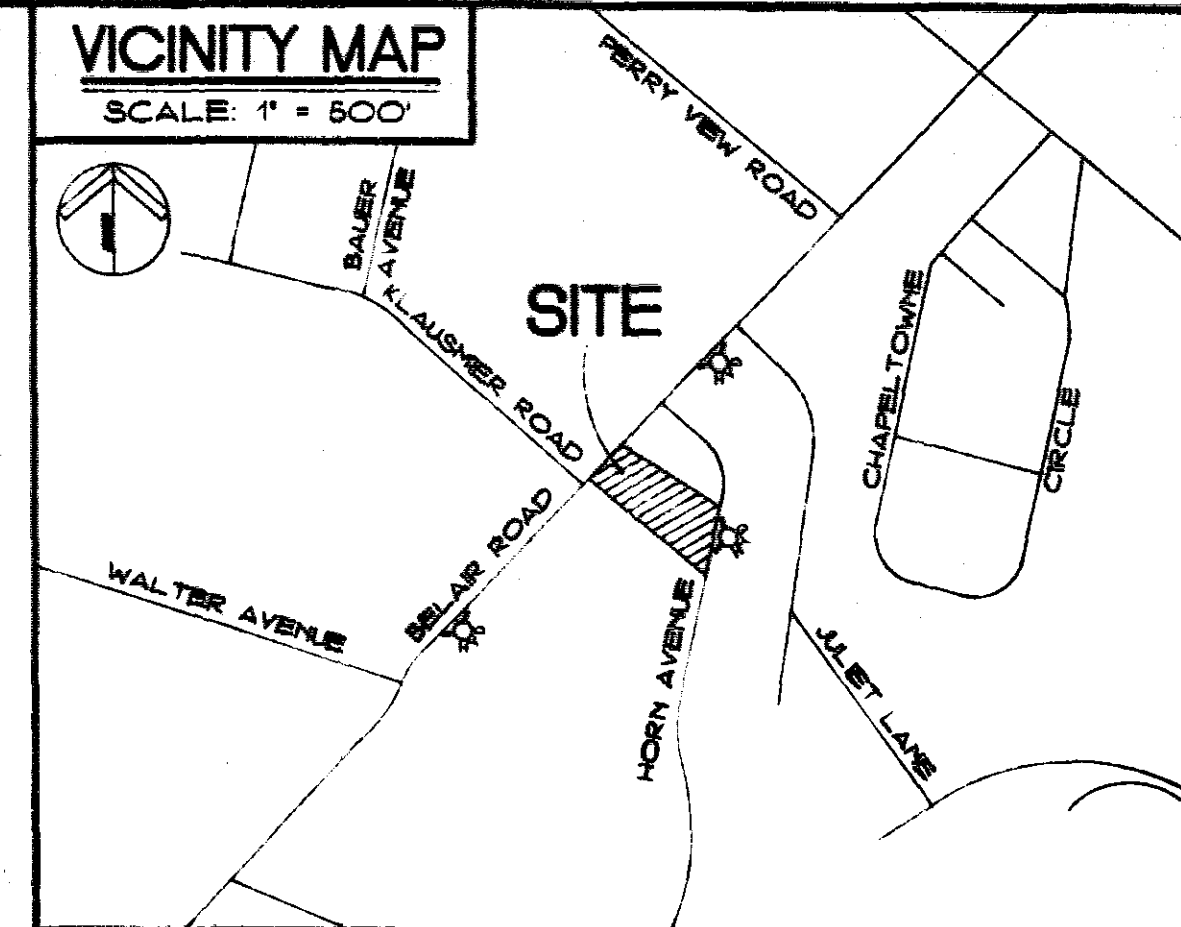 VICINITY MAP
SCALE: 1" = 500'
PERRY VIEW ROAD
BAUER
AVENUE
KLAUSMIER ROAD
SITE
CHAPEL TOWNE
CIRCLE
BELAIR ROAD
WALTER AVENUE
HORN AVENUE
JULIET LANE